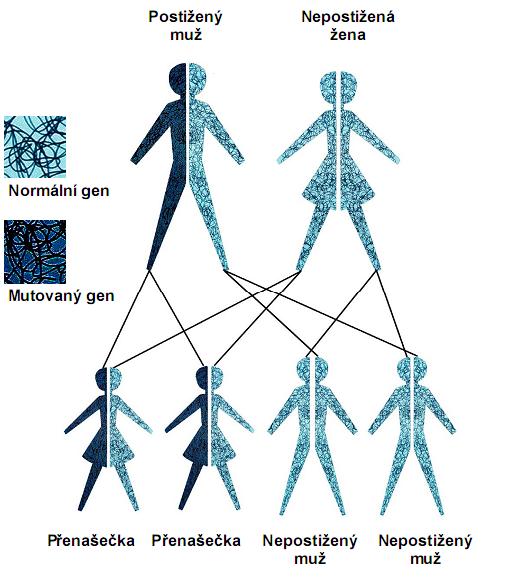 Postižený
muž
Nepostižená
žena
Normální gen
Mutovaný gen
Přenašečka
Přenašečka
Nepostižený
muž
Nepostižený
muž